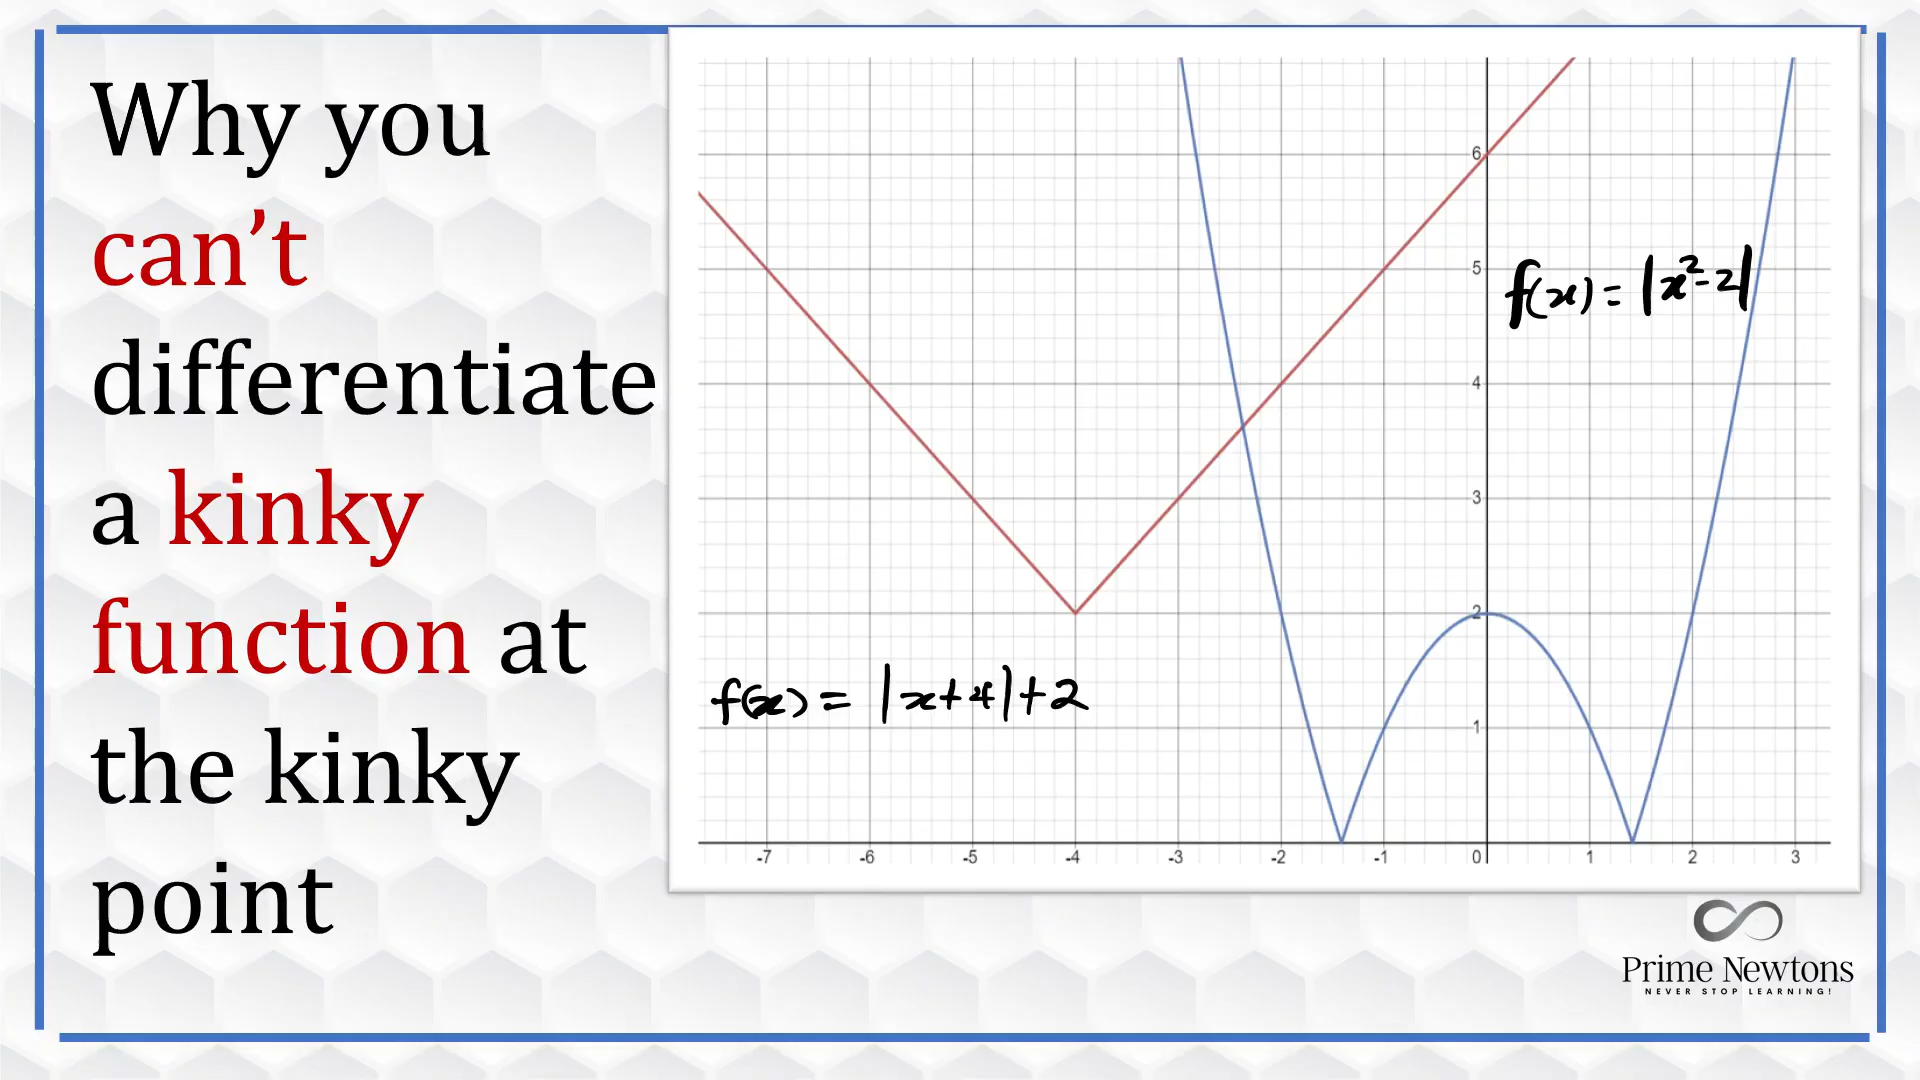 Why you
can’t
differentiate
a kinky
function at
the kinky
point
6
5
4
3
2
1
-7 -6 -5 -4 -3 -2 -1 0 1 2 3
f(x) = |x²-2|
f(x) = |x+4|+2
Prime Newtons
NEVER STOP LEARNING!